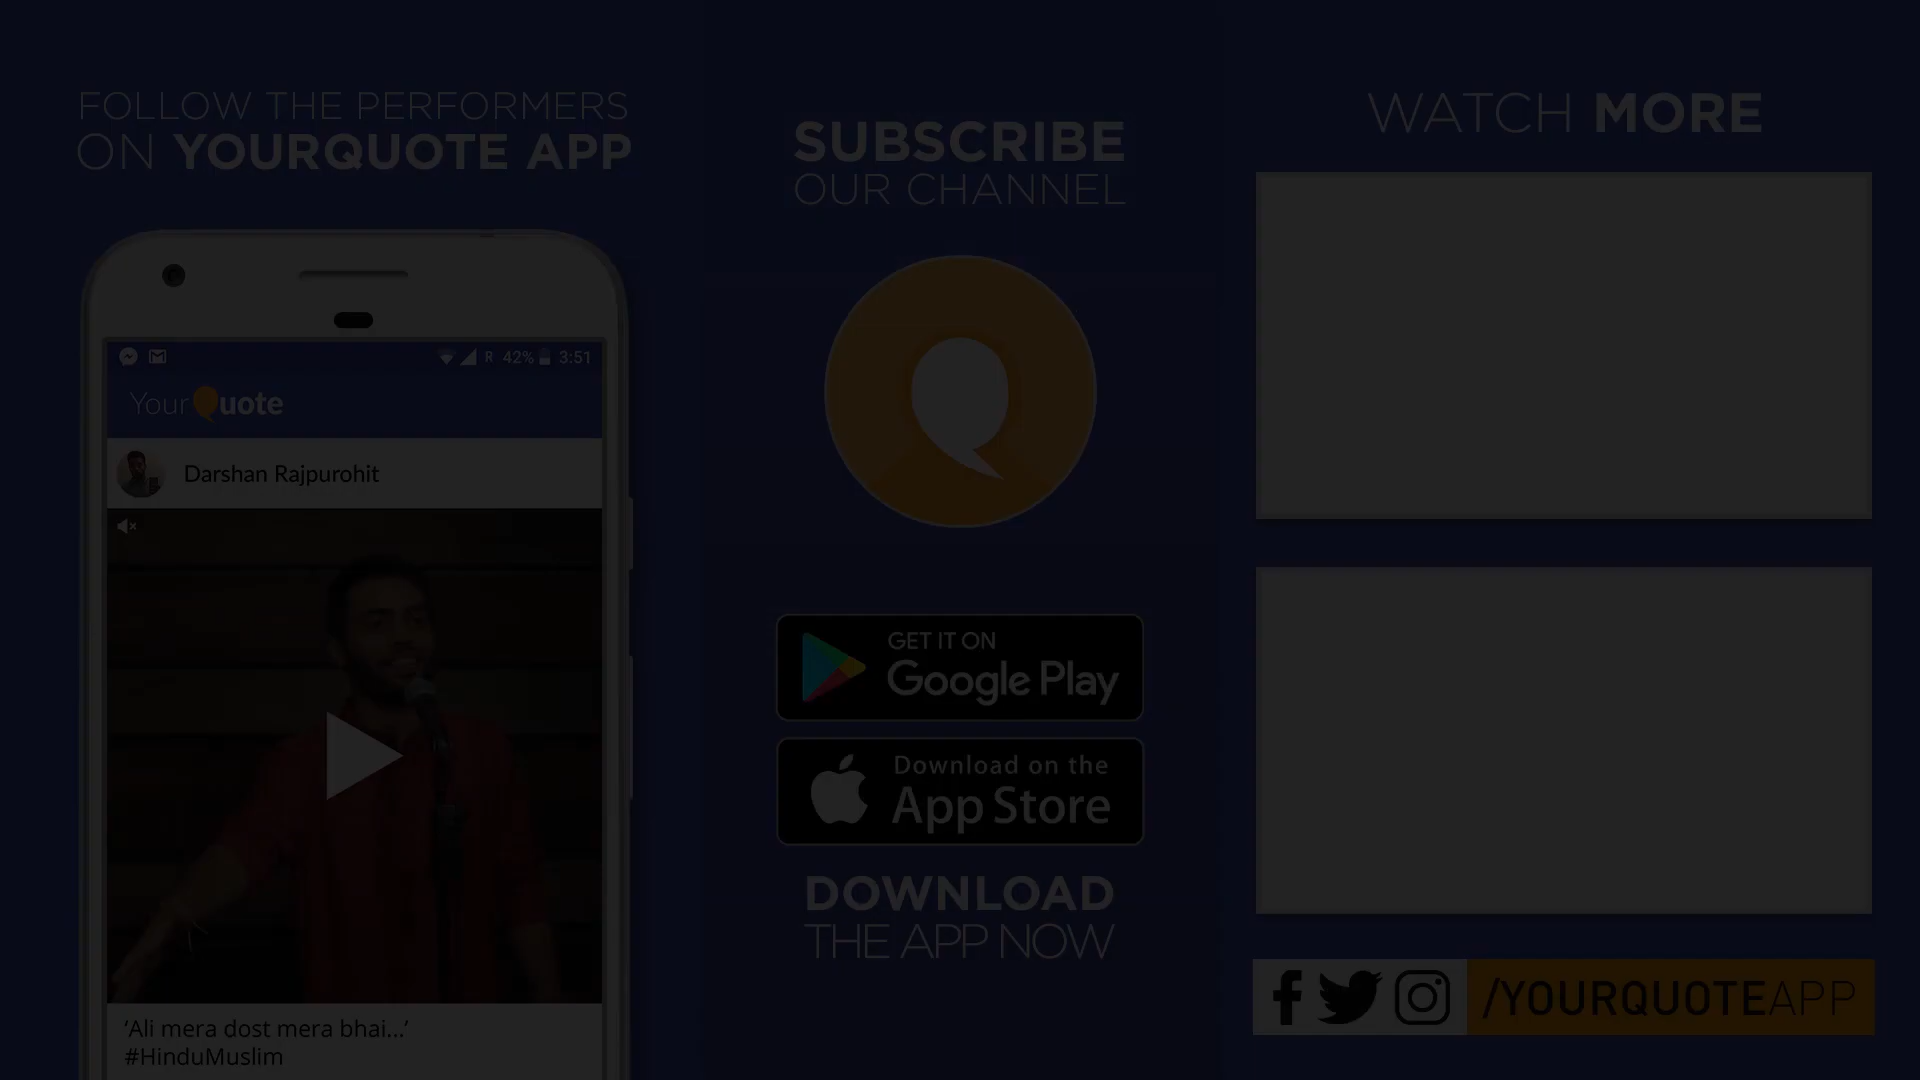 FOLLOW THE PERFORMERS
ON YOURQUOTE APP
R 42% 3:51
YourQuote
Darshan Rajpurohit
‘Ali mera dost mera bhai...’
#HinduMuslim
SUBSCRIBE
OUR CHANNEL
GET IT ON
Google Play
Download on the
App Store
DOWNLOAD
THE APP NOW
WATCH MORE
/YOURQUOTEAPP